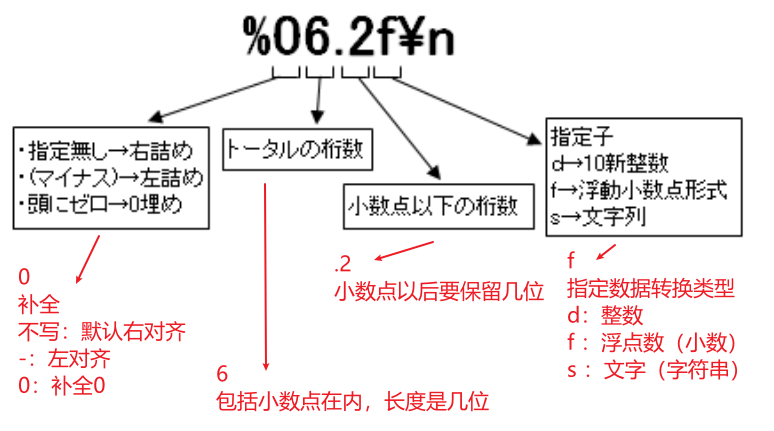 %06.2f¥n
・指定無し→右詰め
・(マイナス)→左詰め
・頭にゼロ→0埋め
トータルの桁数
小数点以下の桁数
指定子
d→10新整数
f→浮動小数点形式
s→文字列
0
补全
不写：默认右对齐
-：左对齐
0：补全0
6
包括小数点在内，长度是几位
.2
小数点以后要保留几位
f
指定数据转换类型
d：整数
f：浮点数（小数）
s：文字（字符串）